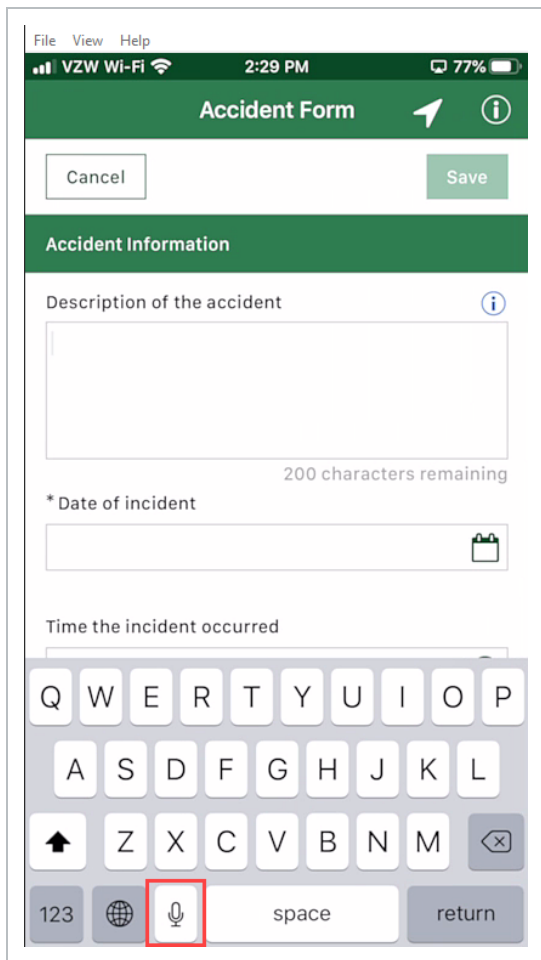 File View Help
VZW Wi-Fi 2:29 PM 77%
Accident Form
Cancel Save
Accident Information
Description of the accident
200 characters remaining
* Date of incident
Time the incident occurred
Q W E R T Y U I O P
A S D F G H J K L
Z X C V B N M
123 space return